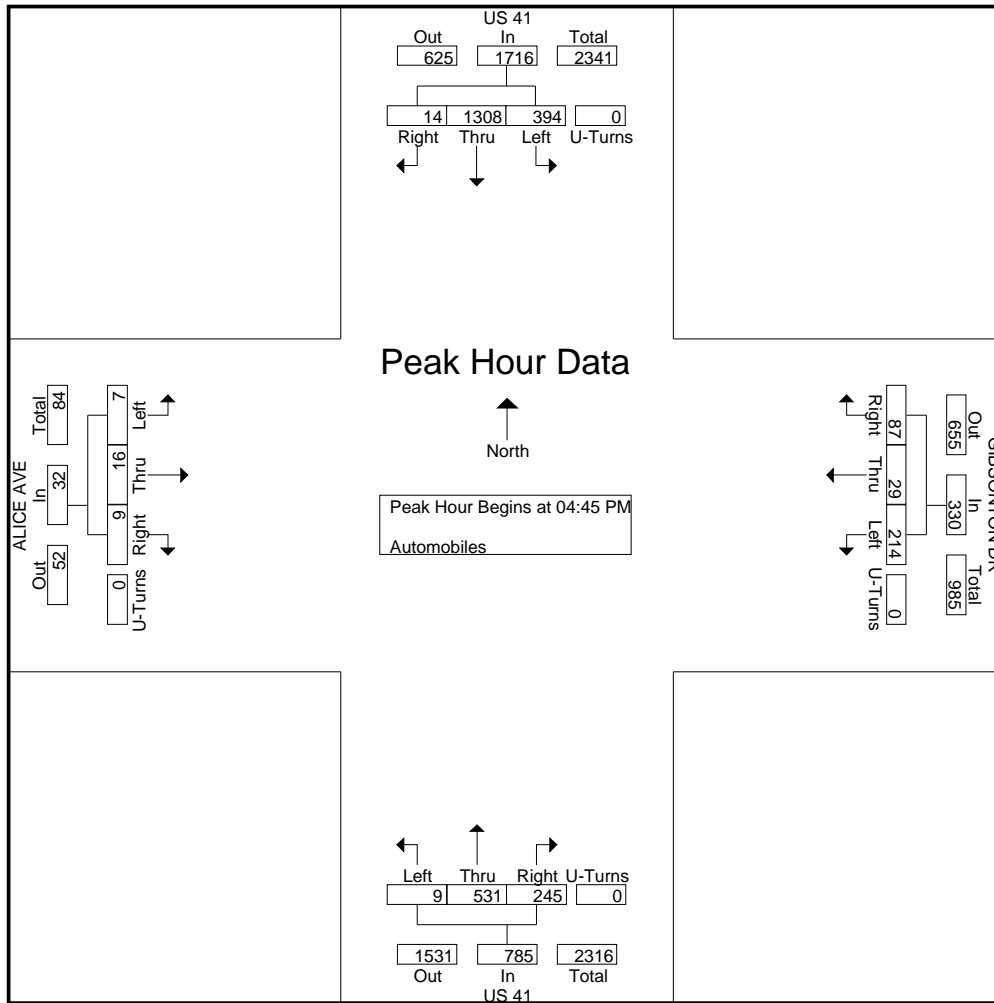 US 41
Out In Total
625 1716 2341
14 1308 394 0
Right Thru Left U-Turns
Peak Hour Data
North
Peak Hour Begins at 04:45 PM
Automobiles
ALICE AVE
Total In Out
84 32 52
7 16 9 0
Left Thru Right U-Turns
Right Thru Left U-Turns
87 29 214 0
Out In Total
655 330 985
Left Thru Right U-Turns
9 531 245 0
1531 785 2316
Out In Total
US 41